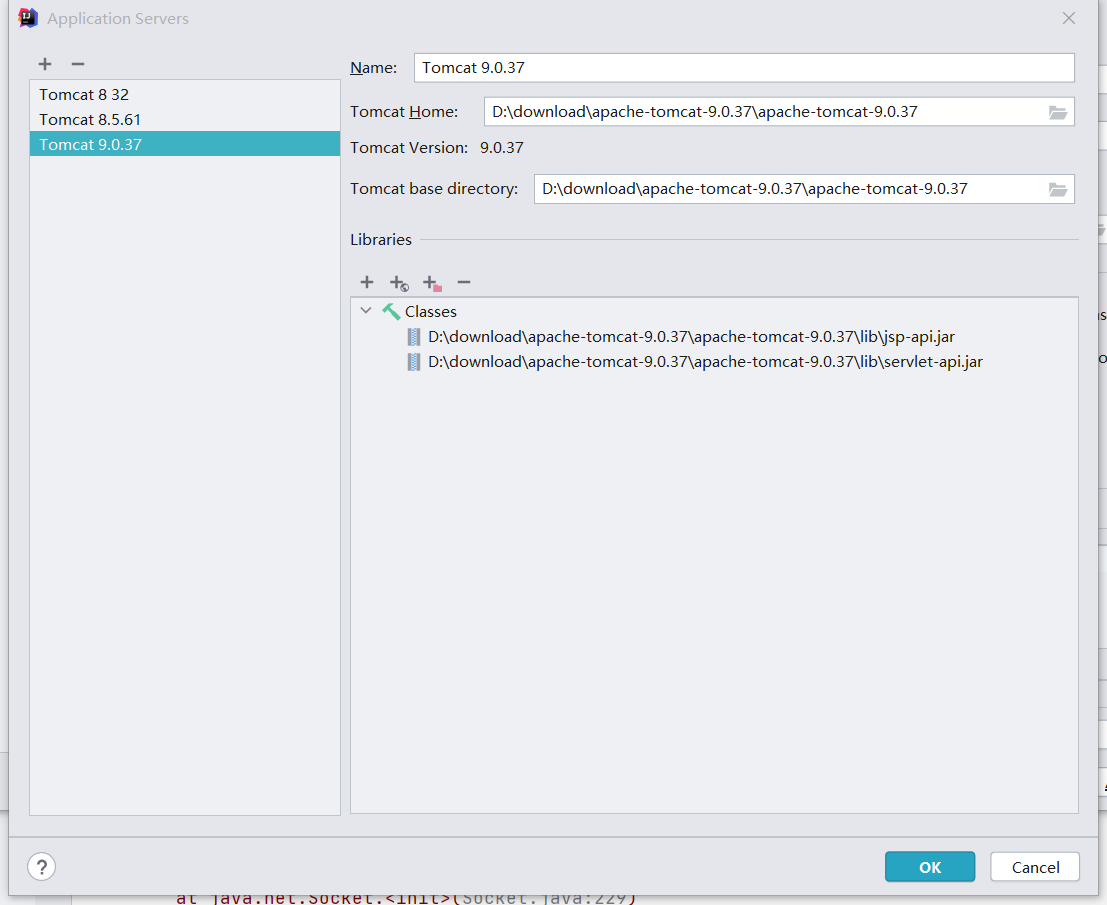 Application Servers
Name: Tomcat 9.0.37
Tomcat 8 32
Tomcat 8.5.61
Tomcat 9.0.37
Tomcat Home: D:\download\apache-tomcat-9.0.37\apache-tomcat-9.0.37
Tomcat Version: 9.0.37
Tomcat base directory: D:\download\apache-tomcat-9.0.37\apache-tomcat-9.0.37
Libraries
Classes
D:\download\apache-tomcat-9.0.37\apache-tomcat-9.0.37\lib\jsp-api.jar
D:\download\apache-tomcat-9.0.37\apache-tomcat-9.0.37\lib\servlet-api.jar
?
OK
Cancel
at java.net.Socket.<init>(Socket.java:229)